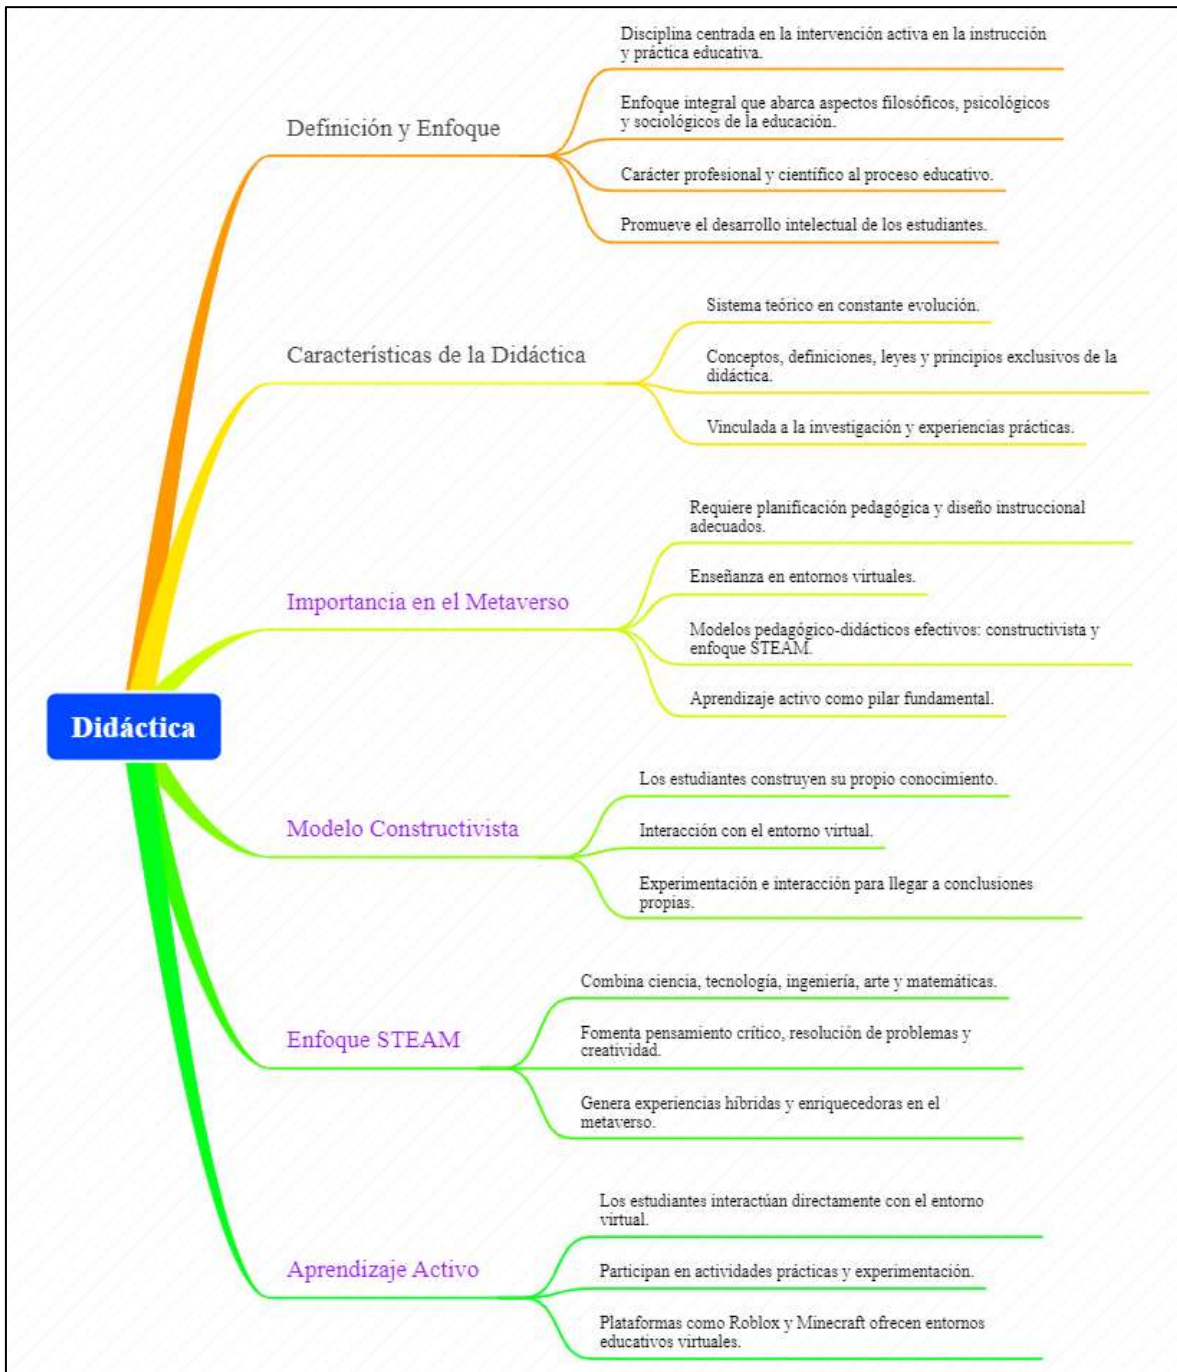 Didáctica
Definición y Enfoque
Disciplina centrada en la intervención activa en la instrucción
y práctica educativa.
Enfoque integral que abarca aspectos filosóficos, psicológicos
y sociológicos de la educación.
Carácter profesional y científico al proceso educativo.
Promueve el desarrollo intelectual de los estudiantes.
Características de la Didáctica
Sistema teórico en constante evolución.
Conceptos, definiciones, leyes y principios exclusivos de la
didáctica.
Vinculada a la investigación y experiencias prácticas.
Importancia en el Metaverso
Requiere planificación pedagógica y diseño instruccional
adecuados.
Enseñanza en entornos virtuales.
Modelos pedagógico-didácticos efectivos: constructivista y
enfoque STEAM.
Aprendizaje activo como pilar fundamental.
Modelo Constructivista
Los estudiantes construyen su propio conocimiento.
Interacción con el entorno virtual.
Experimentación e interacción para llegar a conclusiones
propias.
Enfoque STEAM
Combina ciencia, tecnología, ingeniería, arte y matemáticas.
Fomenta pensamiento crítico, resolución de problemas y
creatividad.
Genera experiencias híbridas y enriquecedoras en el
metaverso.
Aprendizaje Activo
Los estudiantes interactúan directamente con el entorno
virtual.
Participan en actividades prácticas y experimentación.
Plataformas como Roblox y Minecraft ofrecen entornos
educativos virtuales.